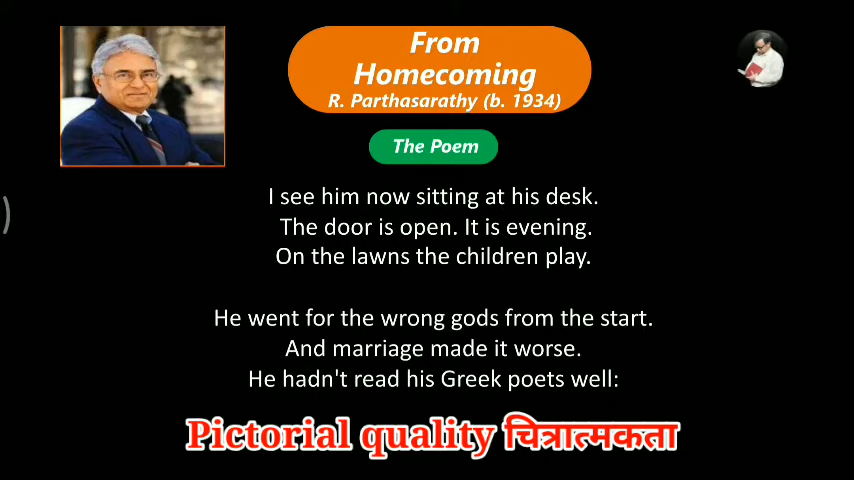 From
Homecoming
R. Parthasarathy (b. 1934)
The Poem
I see him now sitting at his desk.
The door is open. It is evening.
On the lawns the children play.
He went for the wrong gods from the start.
And marriage made it worse.
He hadn't read his Greek poets well:
Pictorial quality चित्रात्मकता